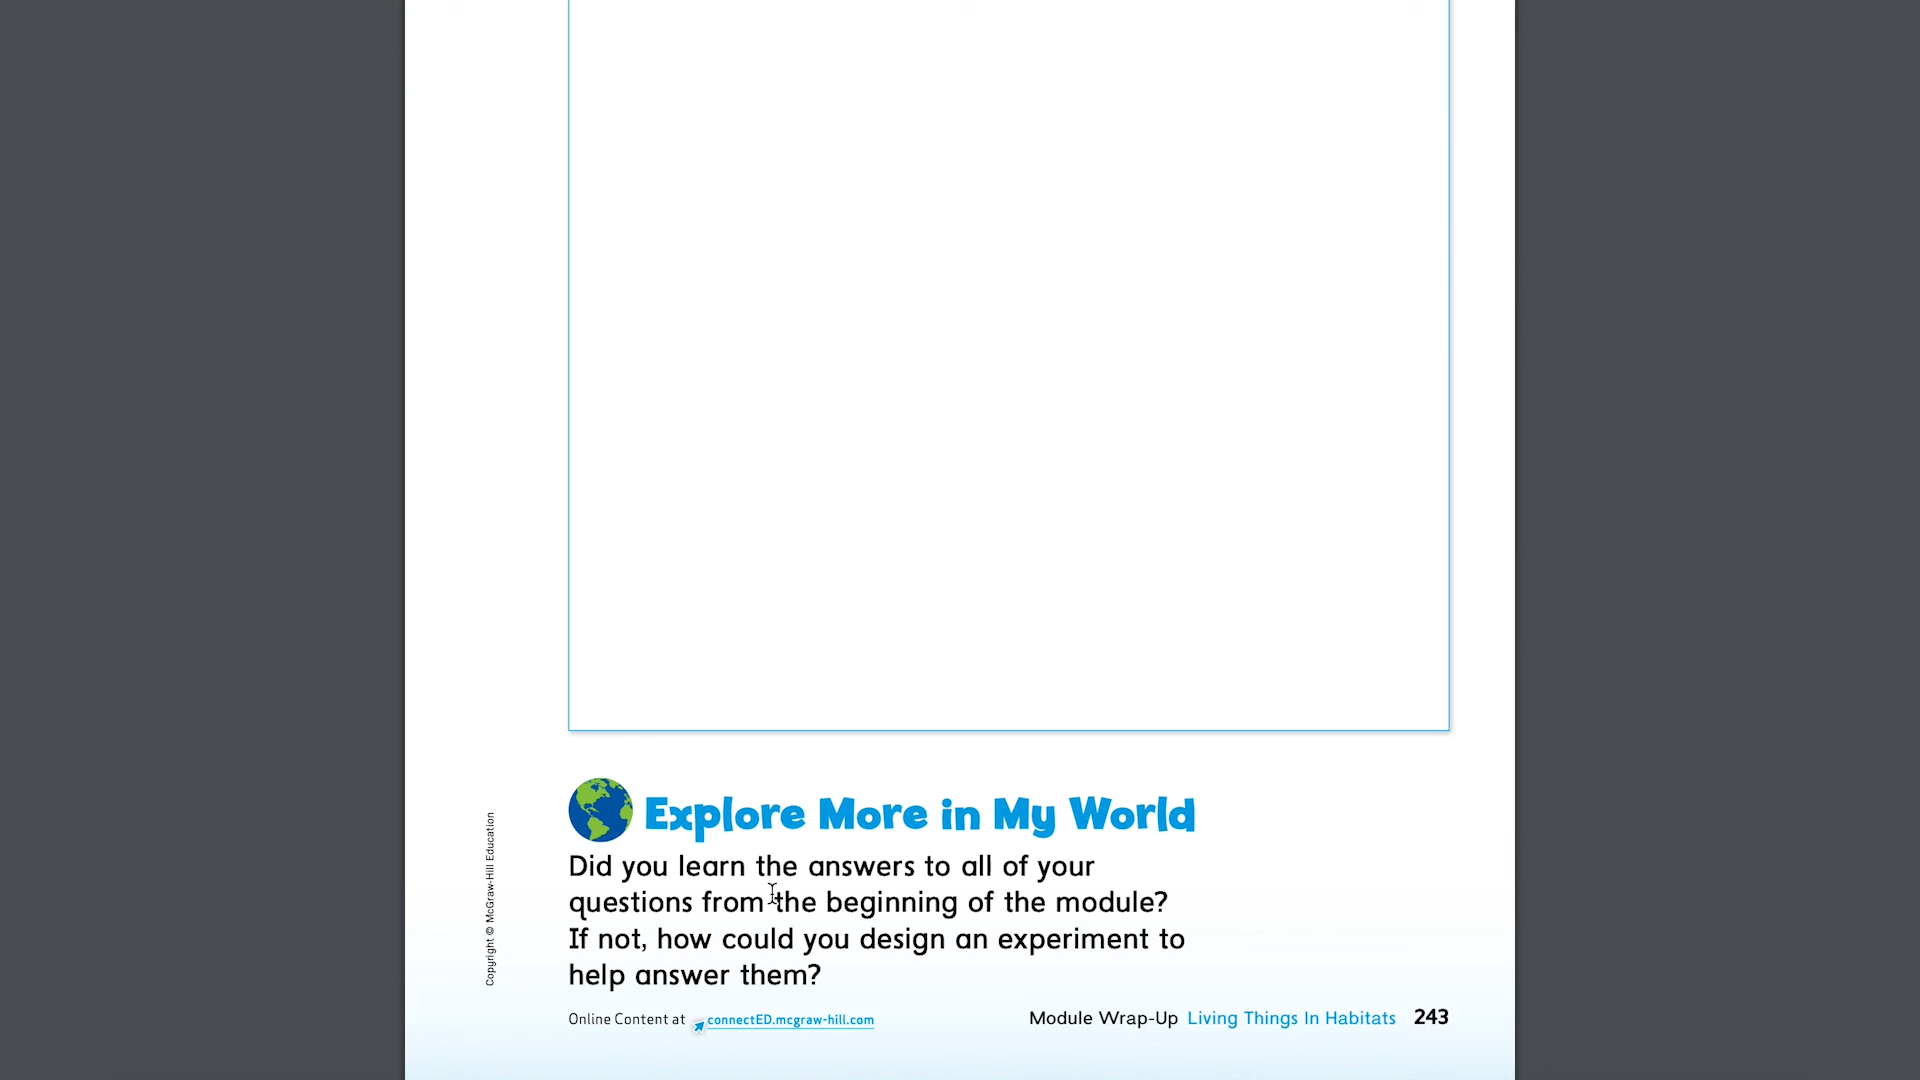 Explore More in My World
Did you learn the answers to all of your
questions from the beginning of the module?
If not, how could you design an experiment to
help answer them?
Copyright © McGraw-Hill Education
Online Content at connectED.mcgraw-hill.com
Module Wrap-Up Living Things In Habitats 243